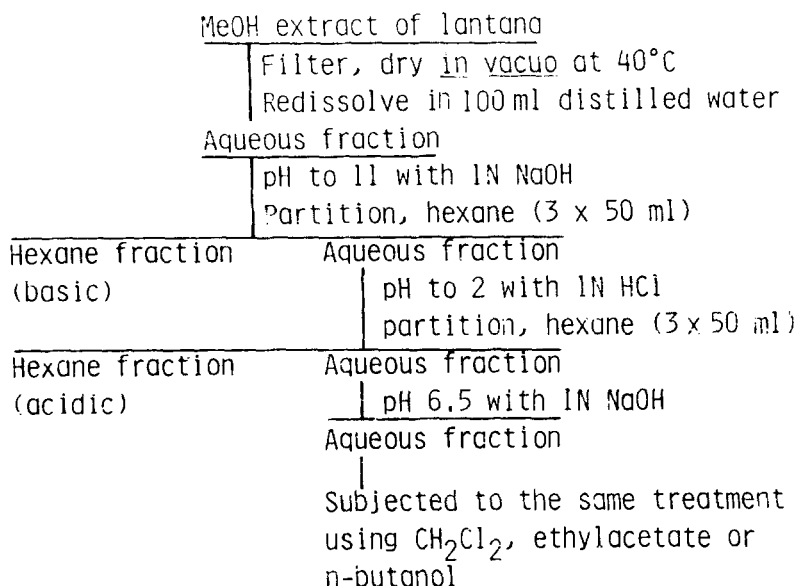 MeOH extract of lantana
Filter, dry in vacuo at 40°C
Redissolve in 100 ml distilled water
Aqueous fraction
pH to 11 with 1N NaOH
Partition, hexane (3 x 50 ml)
Hexane fraction Aqueous fraction
(basic) pH to 2 with 1N HCl
partition, hexane (3 x 50 ml)
Hexane fraction Aqueous fraction
(acidic) pH 6.5 with 1N NaOH
Aqueous fraction
Subjected to the same treatment
using CH₂Cl₂, ethylacetate or
n-butanol